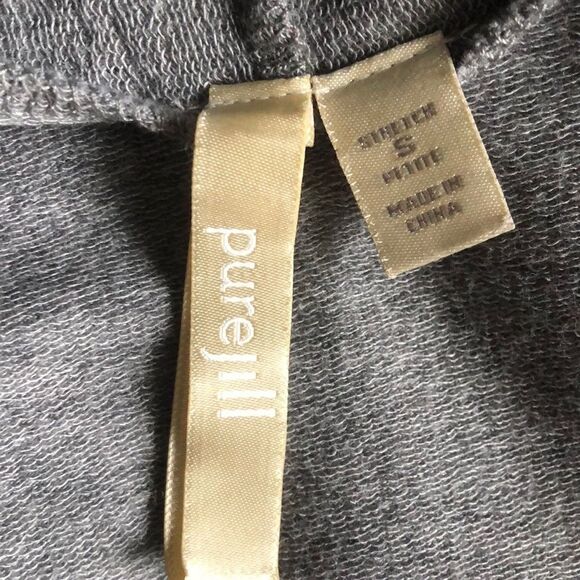 purejill
STRETCH
S
PETITE
MADE IN
CHINA